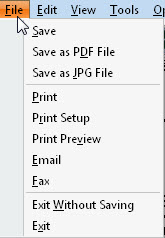 File Edit View Tools
Save
Save as PDF File
Save as JPG File
Print
Print Setup
Print Preview
Email
Fax
Exit Without Saving
Exit